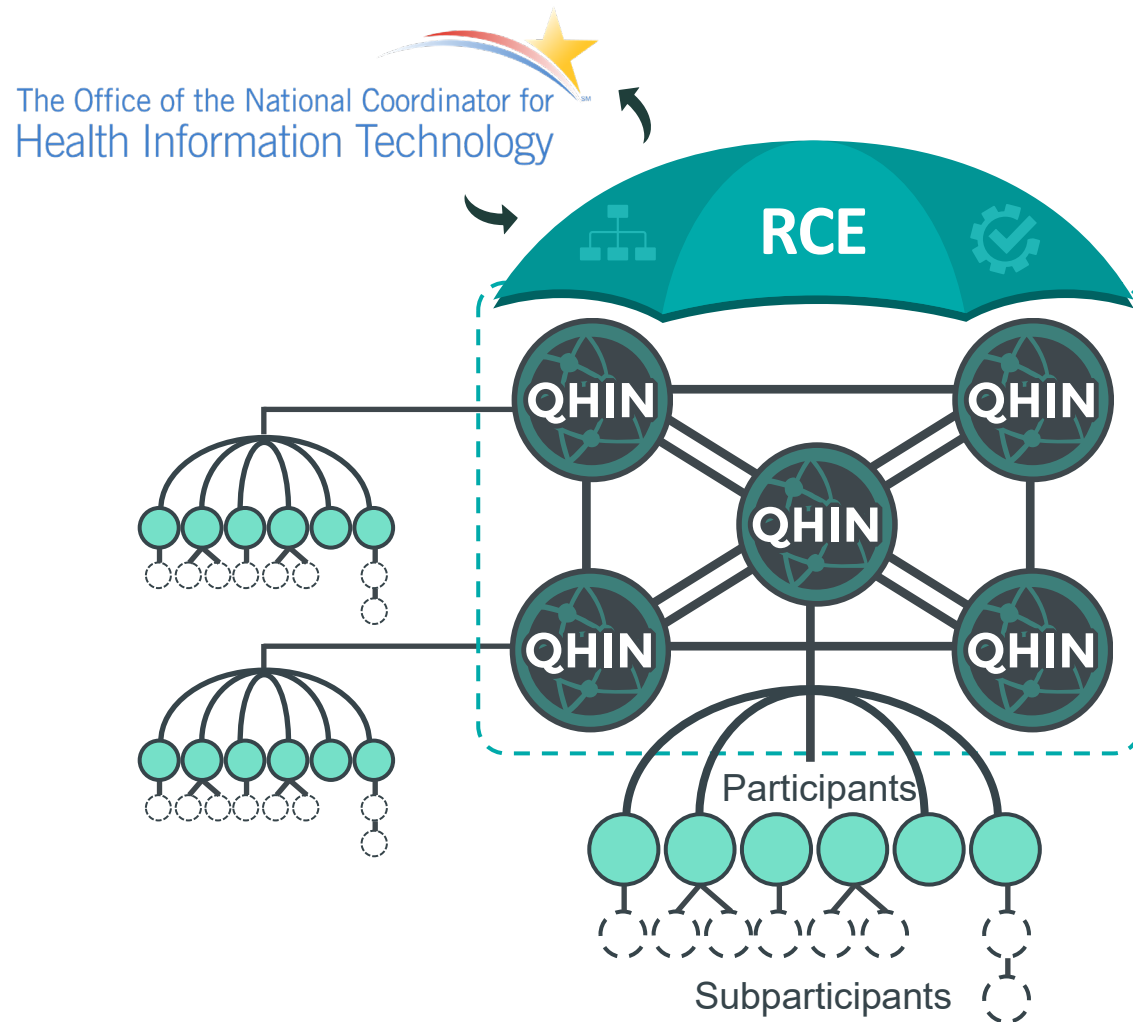 The Office of the National Coordinator for
Health Information Technology
SM
RCE
QHIN
QHIN
QHIN
QHIN
QHIN
Participants
Subparticipants